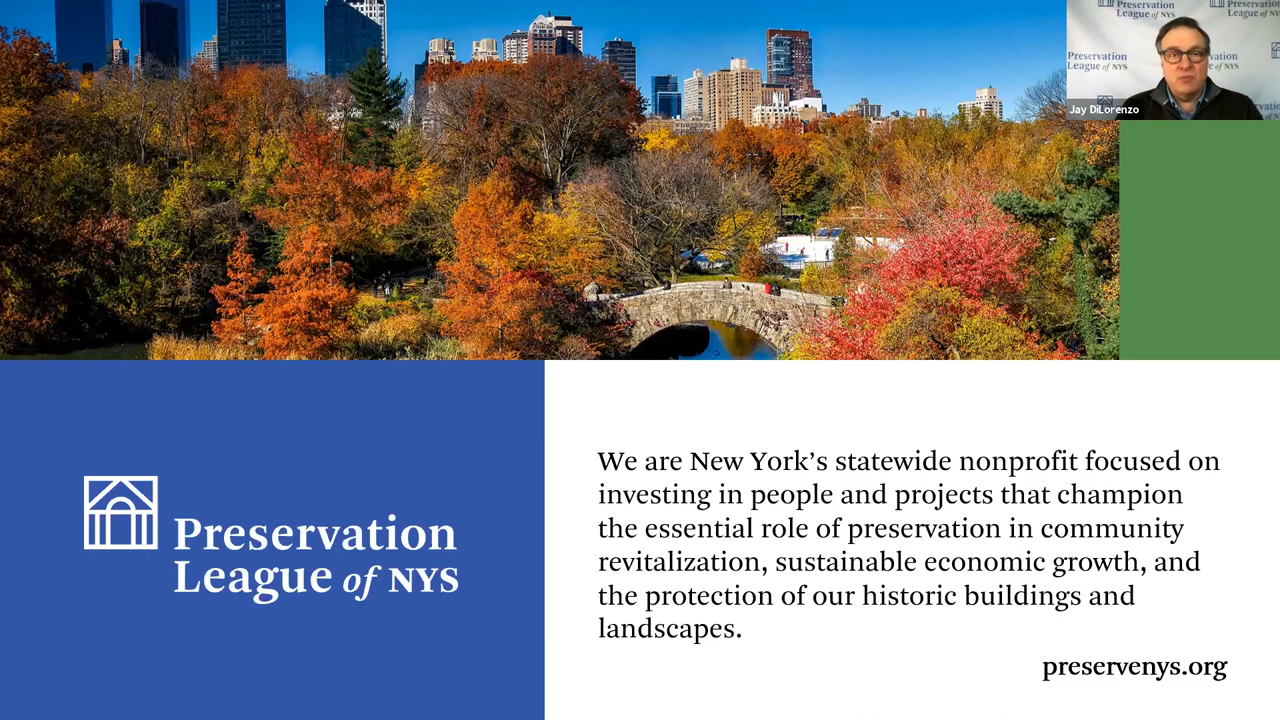 Preservation
League of NYS
Preservation
League of NYS
Preservation
League of NYS
Jay DiLorenzo
Preservation
League of NYS
We are New York's statewide nonprofit focused on
investing in people and projects that champion
the essential role of preservation in community
revitalization, sustainable economic growth, and
the protection of our historic buildings and
landscapes.
preservenys.org